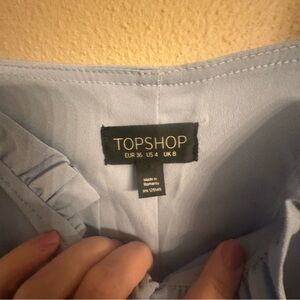 TOPSHOP
EUR 36 US 4 UK 8
Made in
Romania